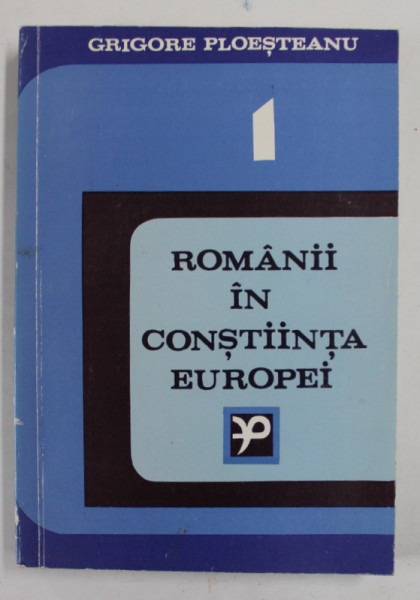 GRIGORE PLOEȘTEANU
1
ROMÂNII
ÎN
CONȘTIINȚA
EUROPEI